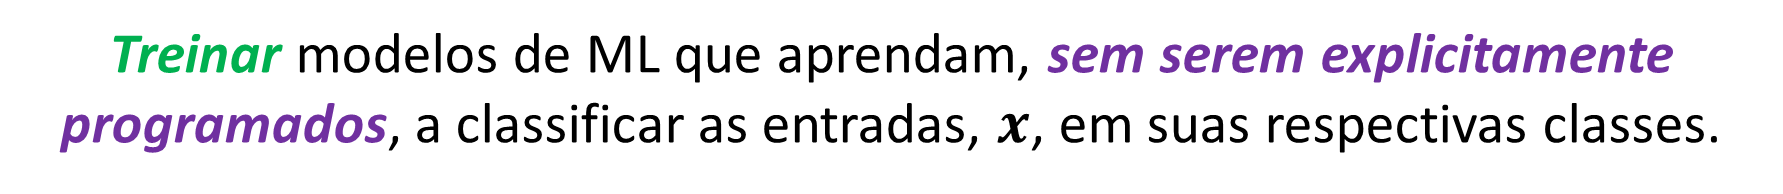 Treinar modelos de ML que aprendam, sem serem explicitamente
programados, a classificar as entradas, x, em suas respectivas classes.